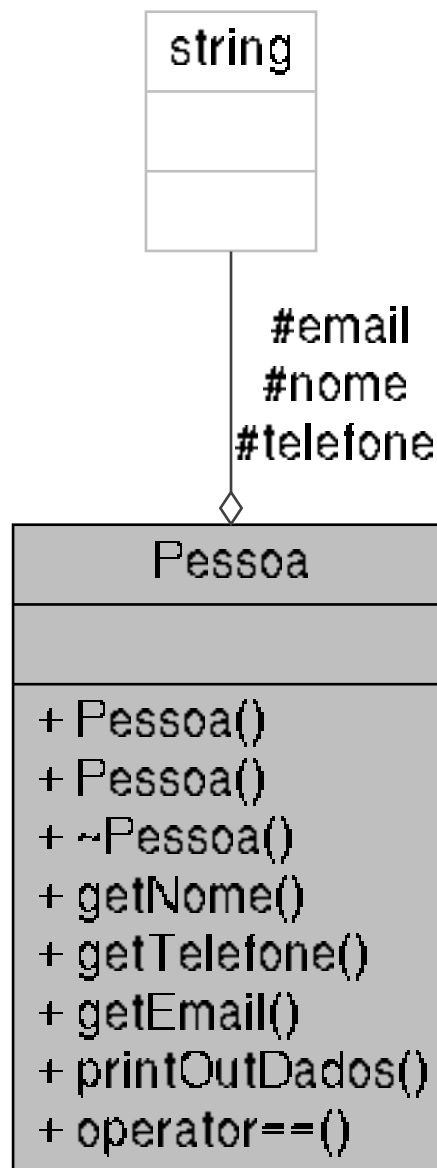 string
#email
#nome
#telefone
Pessoa
+ Pessoa()
+ Pessoa()
+ ~Pessoa()
+ getNome()
+ getTelefone()
+ getEmail()
+ printOutDados()
+ operator==()